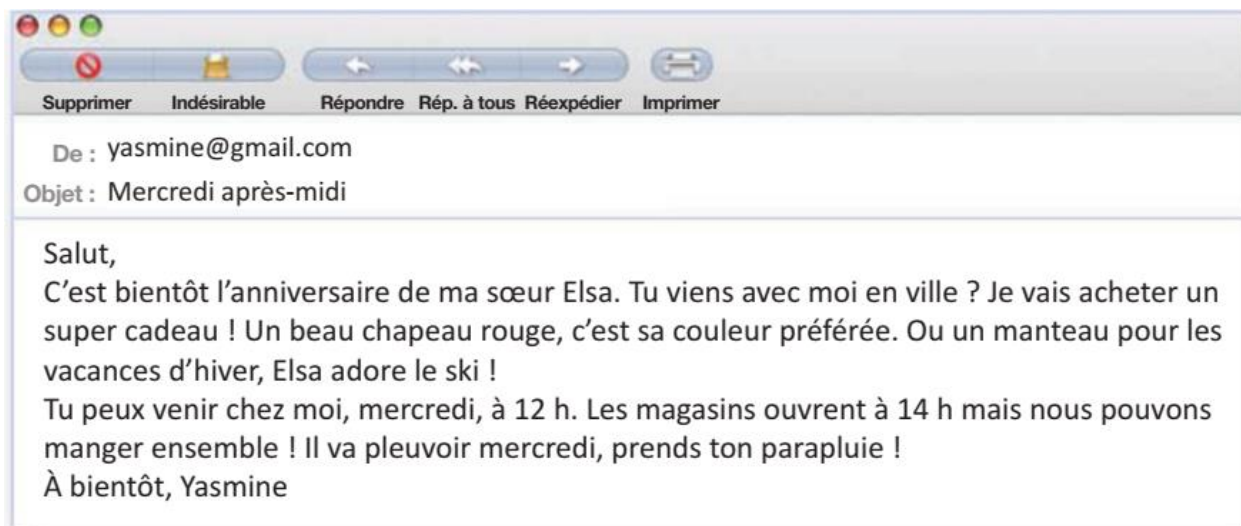 Supprimer Indésirable Répondre Rép. à tous Réexpédier Imprimer
De : yasmine@gmail.com
Objet : Mercredi après-midi
Salut,
C'est bientôt l'anniversaire de ma sœur Elsa. Tu viens avec moi en ville ? Je vais acheter un
super cadeau ! Un beau chapeau rouge, c'est sa couleur préférée. Ou un manteau pour les
vacances d'hiver, Elsa adore le ski !
Tu peux venir chez moi, mercredi, à 12 h. Les magasins ouvrent à 14 h mais nous pouvons
manger ensemble ! Il va pleuvoir mercredi, prends ton parapluie !
À bientôt, Yasmine